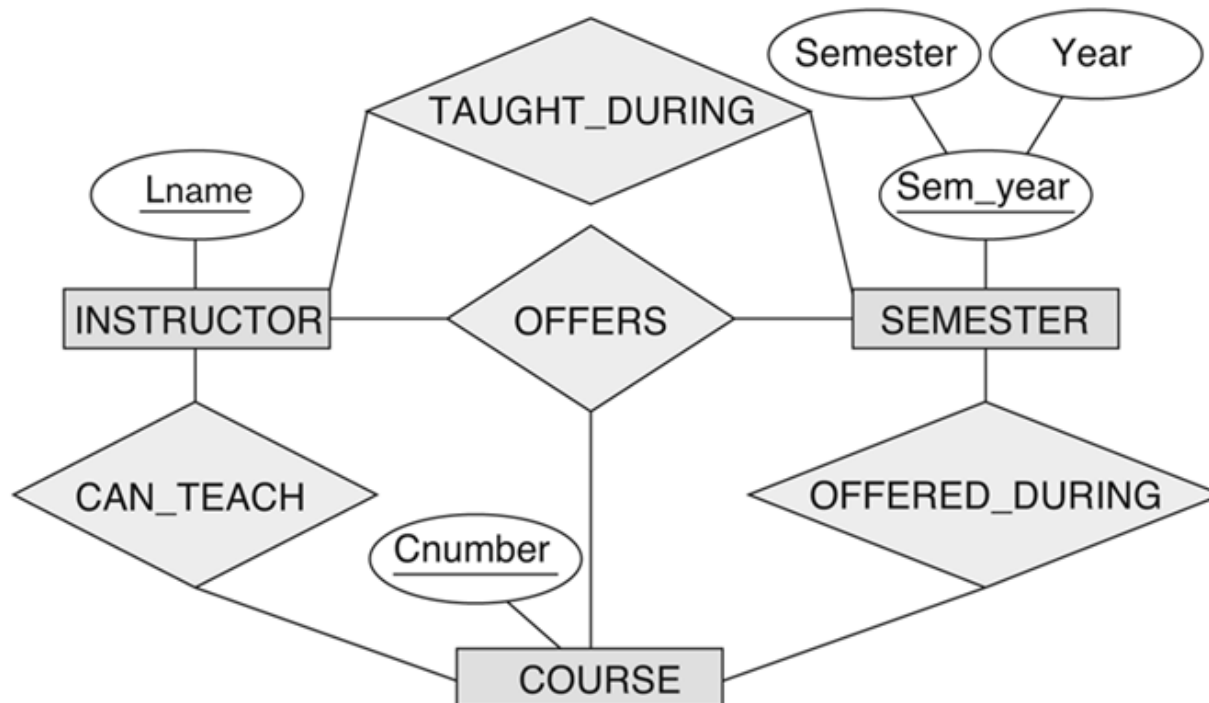 Semester
Year
TAUGHT_DURING
Lname
Sem_year
INSTRUCTOR
OFFERS
SEMESTER
CAN_TEACH
OFFERED_DURING
Cnumber
COURSE